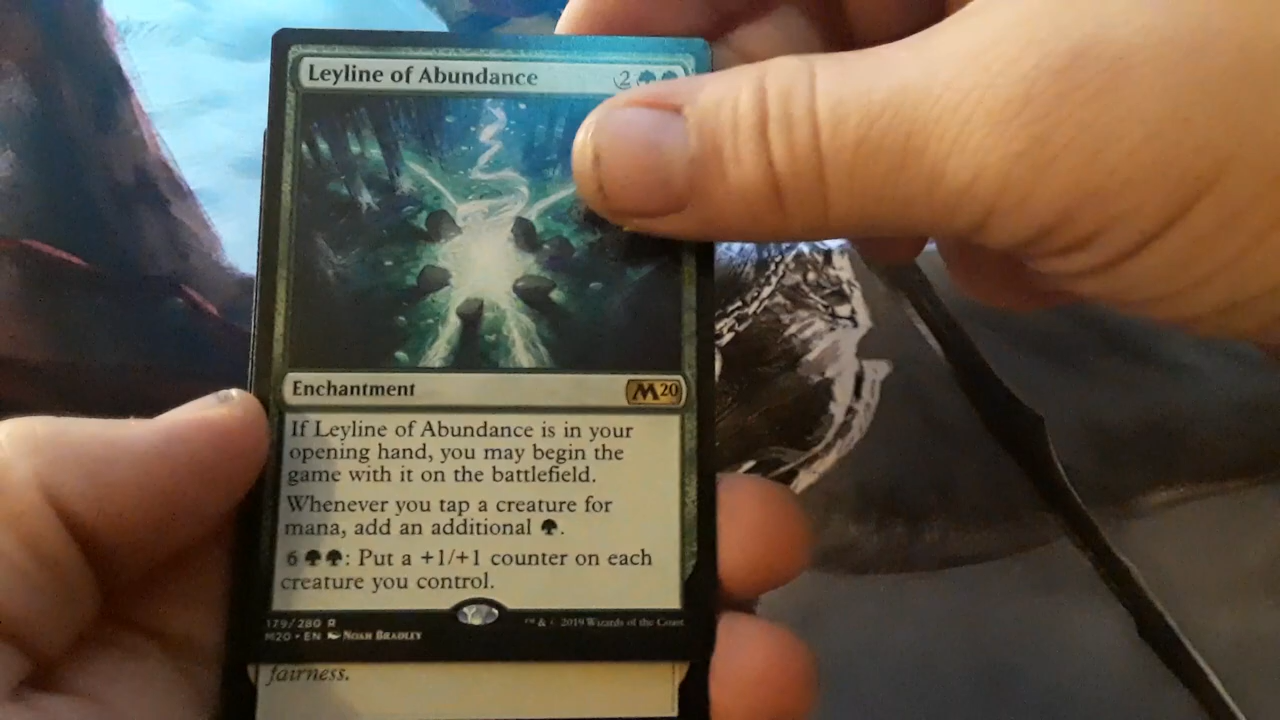 Leyline of Abundance 2
Enchantment M20
If Leyline of Abundance is in your
opening hand, you may begin the
game with it on the battlefield.
Whenever you tap a creature for
mana, add an additional .
6 : Put a +1/+1 counter on each
creature you control.
179/280 R
M20 • EN Noah Bradley
™ & © 2019 Wizards of the Coast
fairness.